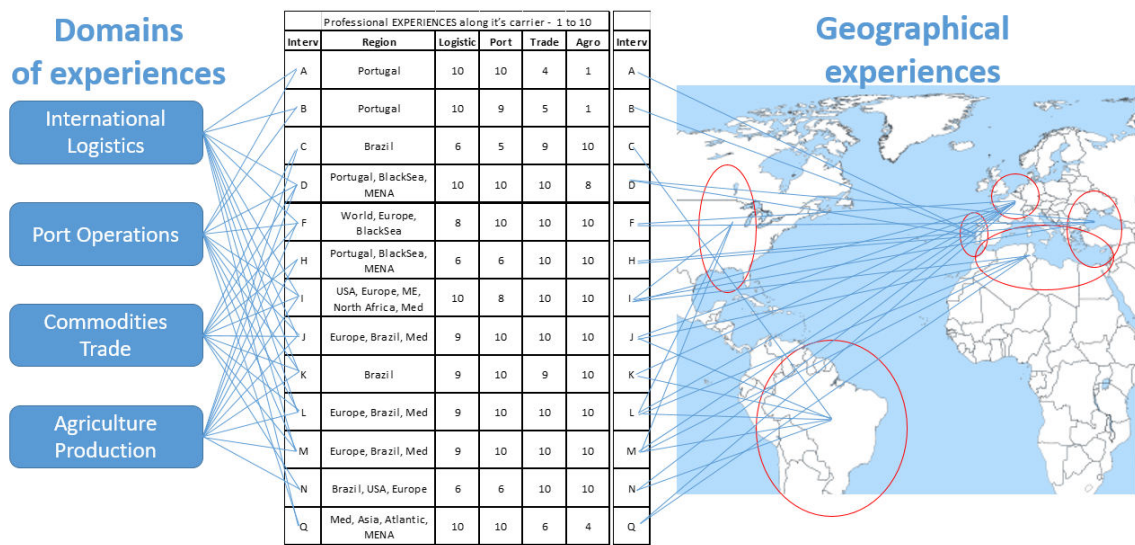 Domains
of experiences
International
Logistics
Port Operations
Commodities
Trade
Agriculture
Production
Professional EXPERIENCES along it's carrier - 1 to 10
Interv Region Logistic Port Trade Agro Interv
A Portugal 10 10 4 1 A
B Portugal 10 9 5 1 B
C Brazil 6 5 9 10 C
Portugal, BlackSea,
D 10 10 10 8 D
MENA
World, Europe,
F 8 10 10 10 F
BlackSea
Portugal, BlackSea,
H 6 6 10 10 H
MENA
USA, Europe, ME,
I 10 8 10 10 I
North Africa, Med
J Europe, Brazil, Med 9 10 10 10 J
K Brazil 9 10 9 10 K
L Europe, Brazil, Med 9 10 10 10 L
M Europe, Brazil, Med 9 10 10 10 M
N Brazil, USA, Europe 6 6 10 10 N
Med, Asia, Atlantic,
Q 10 10 6 4 Q
MENA
Geographical
experiences